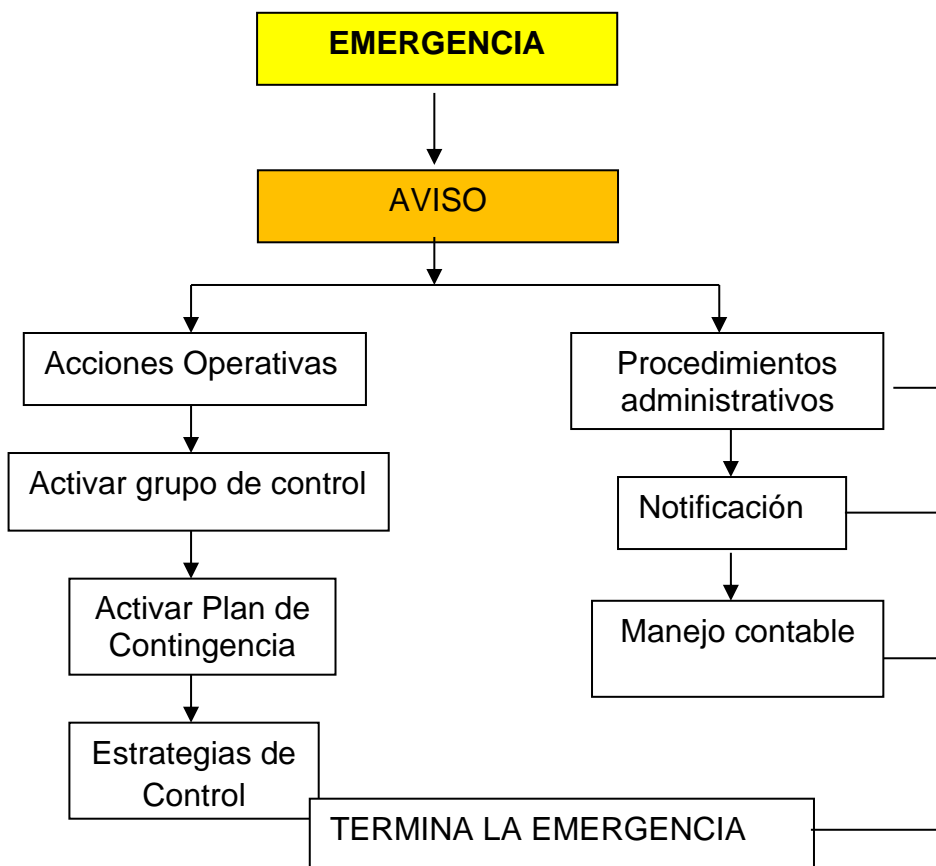 EMERGENCIA
AVISO
Acciones Operativas
Activar grupo de control
Activar Plan de
Contingencia
Estrategias de
Control
Procedimientos
administrativos
Notificación
Manejo contable
TERMINA LA EMERGENCIA